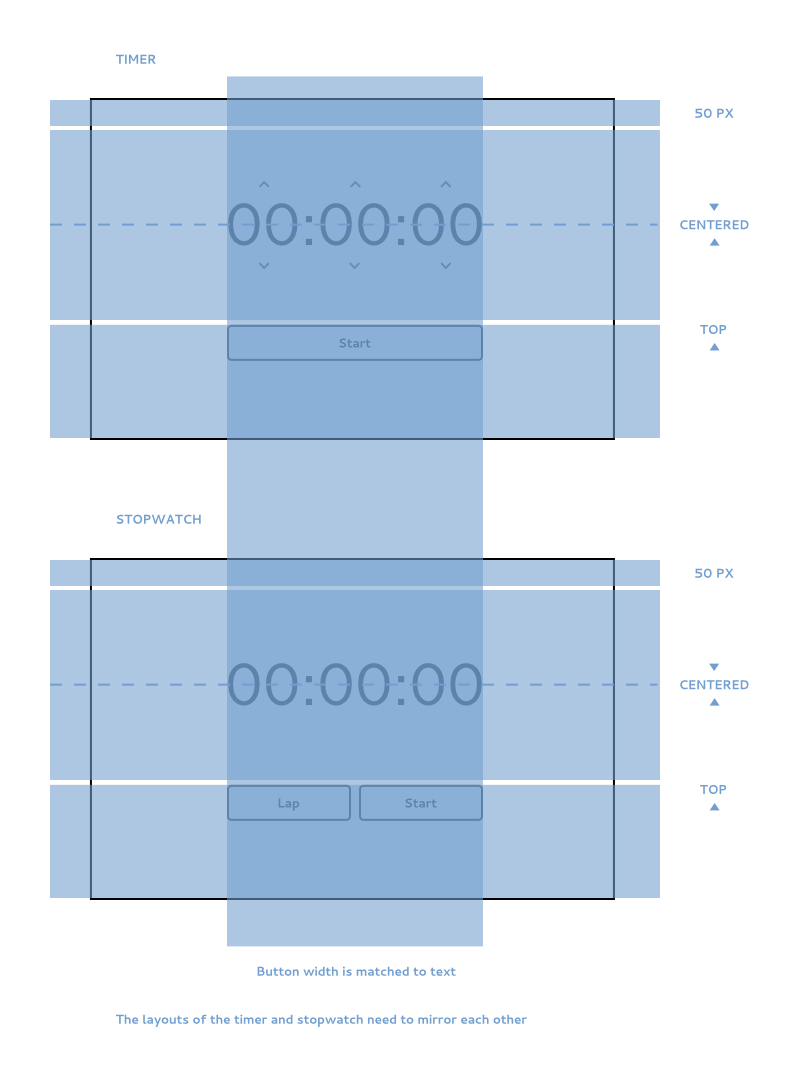 TIMER
50 PX
00:00:00
CENTERED
TOP
Start
STOPWATCH
50 PX
00:00:00
CENTERED
TOP
Lap
Start
Button width is matched to text
The layouts of the timer and stopwatch need to mirror each other